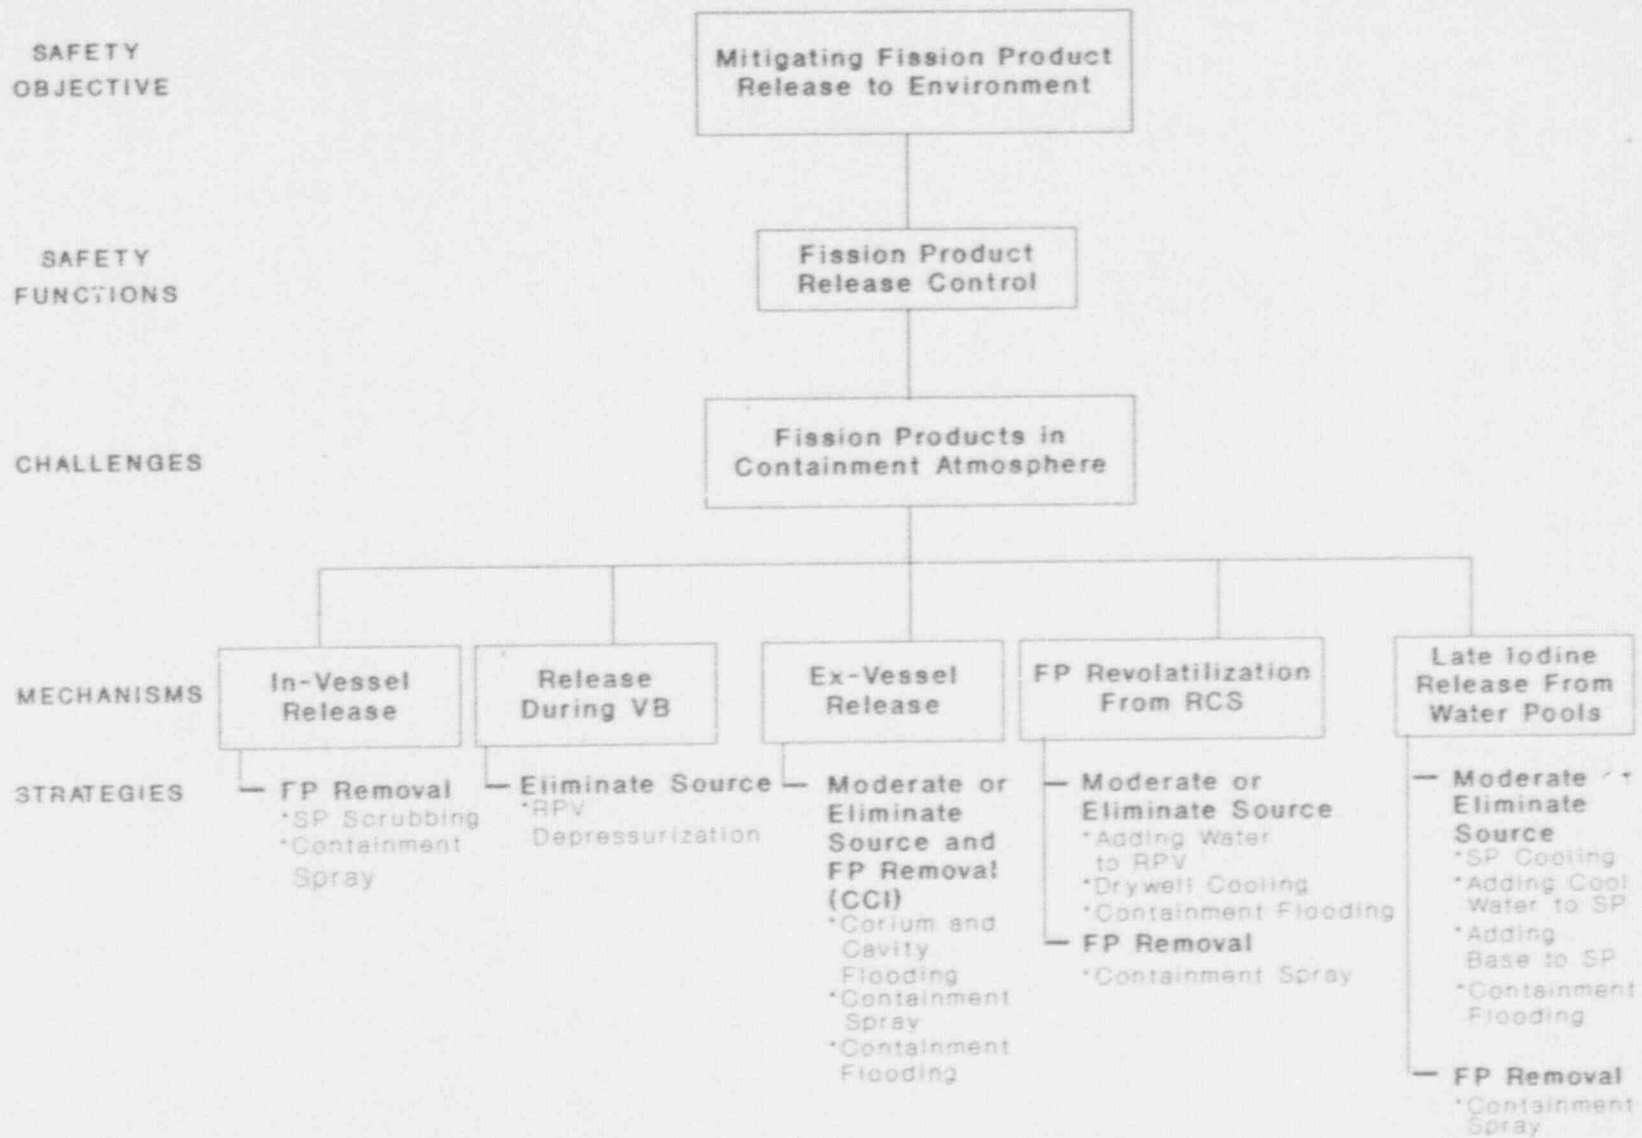 SAFETY
OBJECTIVE
Mitigating Fission Product
Release to Environment
SAFETY
FUNCTIONS
Fission Product
Release Control
CHALLENGES
Fission Products in
Containment Atmosphere
MECHANISMS
In-Vessel
Release
Release
During VB
Ex-Vessel
Release
FP Revolatilization
From RCS
Late Iodine
Release From
Water Pools
STRATEGIES
— FP Removal
*SP Scrubbing
*Containment
Spray
— Eliminate Source
*RPV
Depressurization
— Moderate or
Eliminate
Source and
FP Removal
(CCI)
*Corium and
Cavity
Flooding
*Containment
Spray
*Containment
Flooding
— Moderate or
Eliminate Source
*Adding Water
to RPV
*Drywell Cooling
*Containment Flooding
— FP Removal
*Containment Spray
— Moderate
Eliminate
Source
*SP Cooling
*Adding Cool
Water to SP
*Adding
Base to SP
*Containment
Flooding
— FP Removal
*Containment
Spray